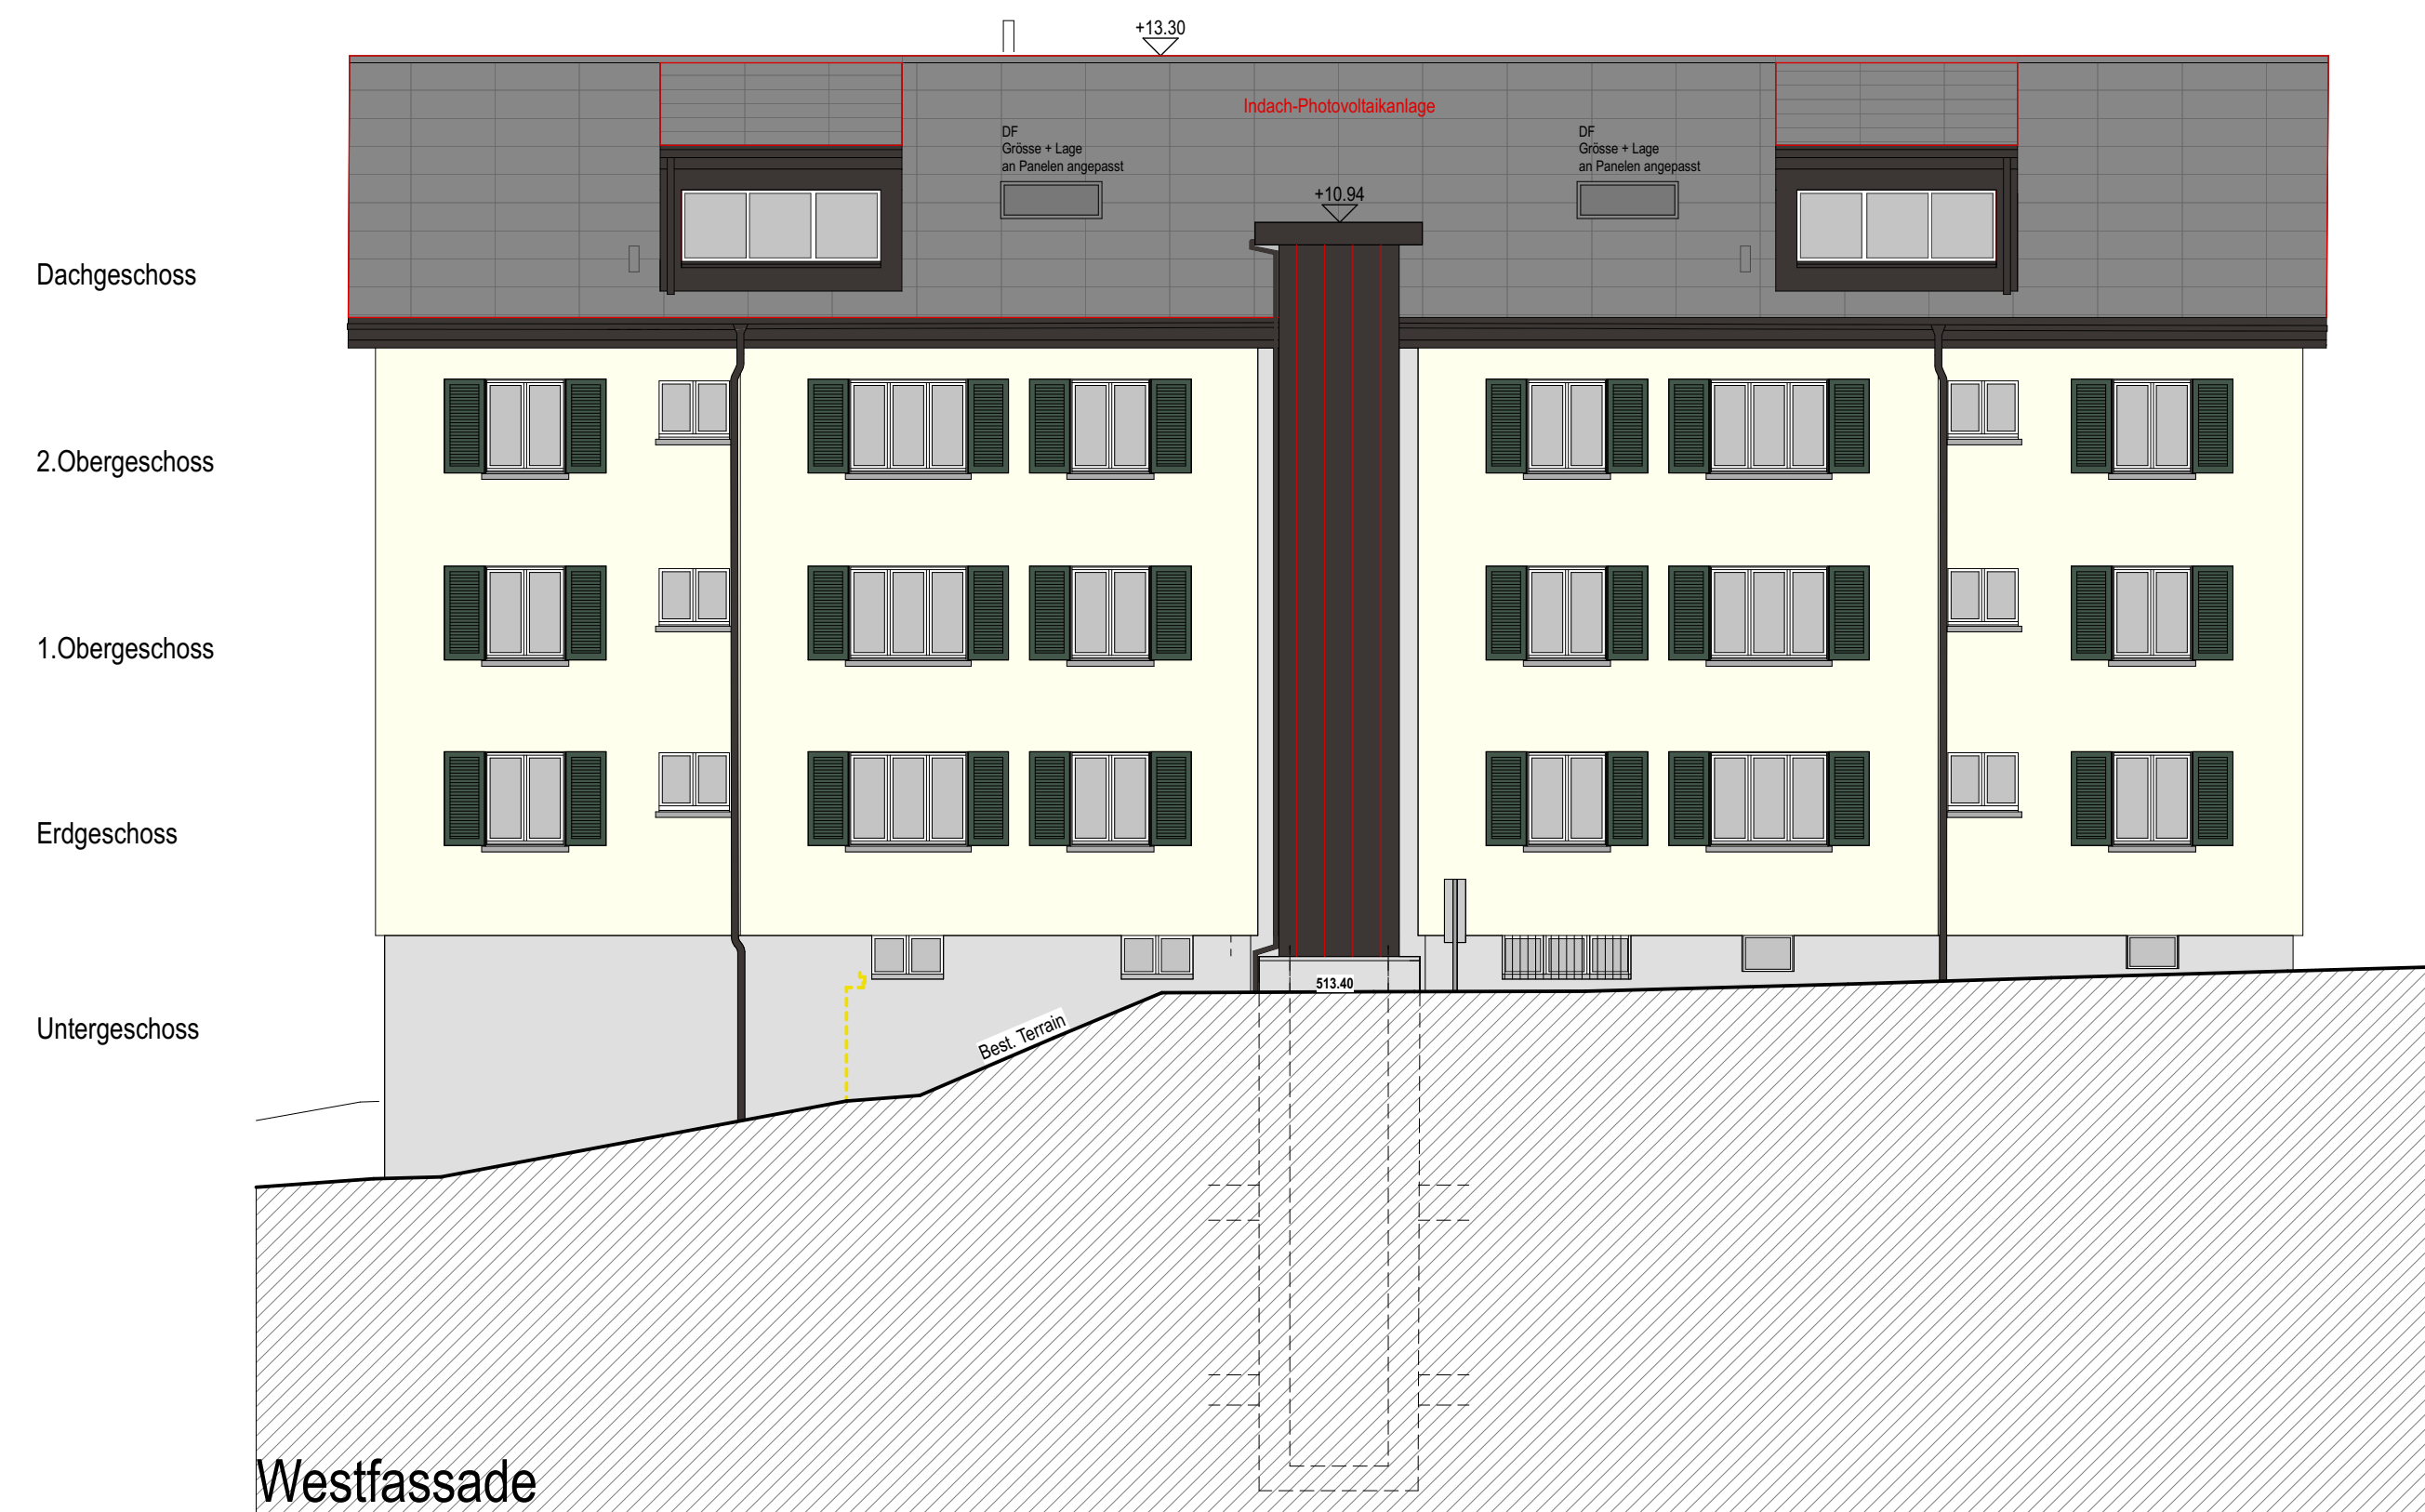 +13.30
Indach-Photovoltaikanlage
DF
Grösse + Lage
an Panelen angepasst
DF
Grösse + Lage
an Panelen angepasst
+10.94
Dachgeschoss
2.Obergeschoss
1.Obergeschoss
Erdgeschoss
513.40
Untergeschoss
Best. Terrain
Westfassade